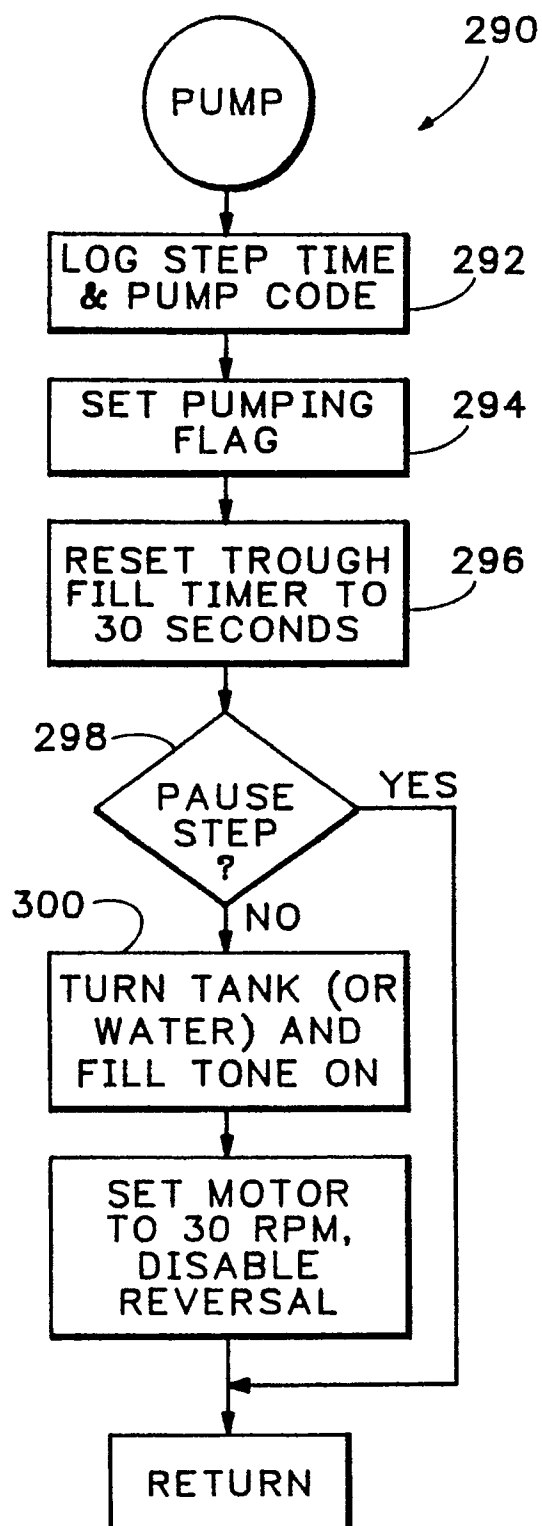 290
PUMP
LOG STEP TIME
& PUMP CODE
292
SET PUMPING
FLAG
294
RESET TROUGH
FILL TIMER TO
30 SECONDS
296
298
PAUSE
STEP
?
YES
NO
300
TURN TANK (OR
WATER) AND
FILL TONE ON
SET MOTOR
TO 30 RPM,
DISABLE
REVERSAL
RETURN